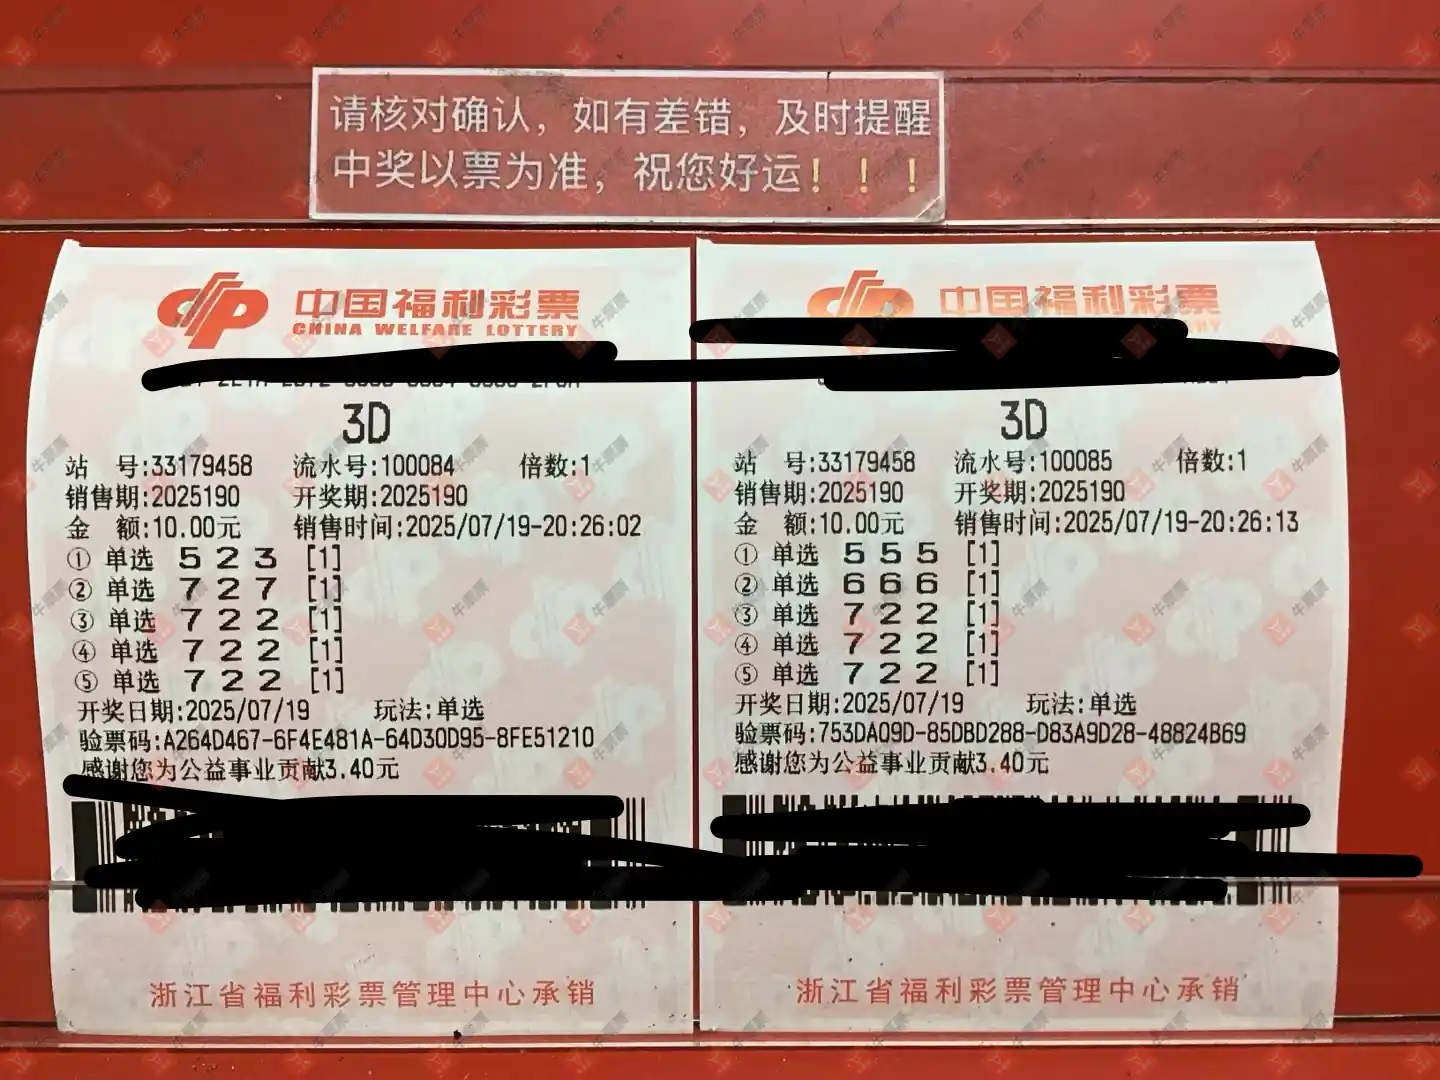 请核对确认，如有差错，及时提醒
中奖以票为准，祝您好运！！！
中国福利彩票
CHINA WELFARE LOTTERY
3D
站 号:33179458 流水号:100084 倍数:1
销售期:2025190 开奖期:2025190
金 额:10.00元 销售时间:2025/07/19-20:26:02
① 单选 5 2 3 [1]
② 单选 7 2 7 [1]
③ 单选 7 2 2 [1]
④ 单选 7 2 2 [1]
⑤ 单选 7 2 2 [1]
开奖日期:2025/07/19 玩法:单选
验票码:A264D467-6F4E481A-64D30D95-8FE51210
感谢您为公益事业贡献3.40元
浙江省福利彩票管理中心承销
中国福利彩票
3D
站 号:33179458 流水号:100085 倍数:1
销售期:2025190 开奖期:2025190
金 额:10.00元 销售时间:2025/07/19-20:26:13
① 单选 5 5 5 [1]
② 单选 6 6 6 [1]
③ 单选 7 2 2 [1]
④ 单选 7 2 2 [1]
⑤ 单选 7 2 2 [1]
开奖日期:2025/07/19 玩法:单选
验票码:753DA09D-85DBD288-D83A9D28-48824B69
感谢您为公益事业贡献3.40元
浙江省福利彩票管理中心承销